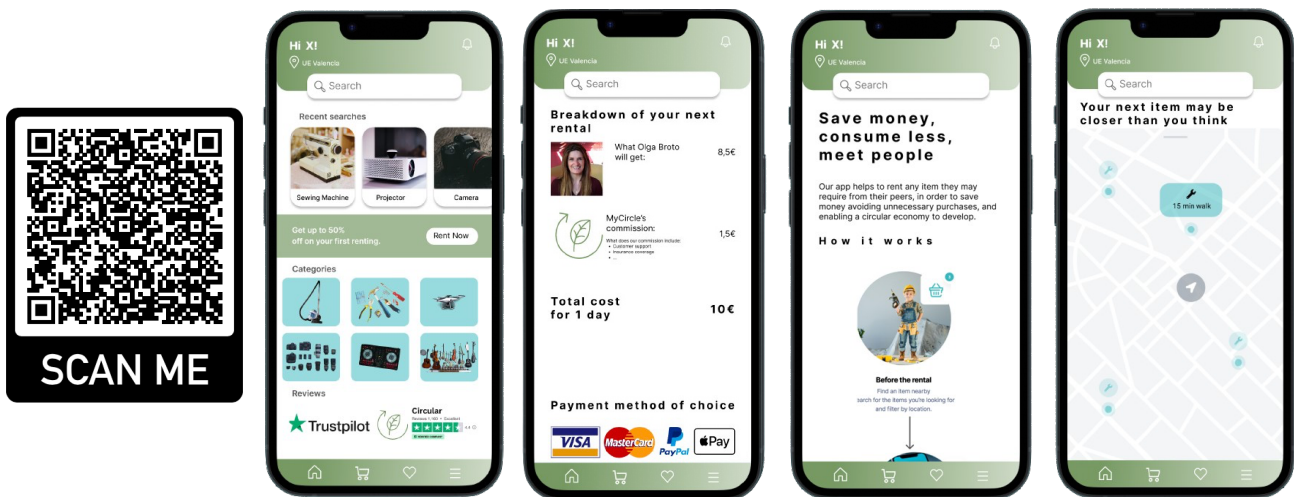 SCAN ME
Hi X!
UE Valencia
Search
Recent searches
Sewing Machine
Projector
Camera
Get up to 50%
off on your first renting.
Rent Now
Categories
Reviews
Trustpilot
Circular
Hi X!
UE Valencia
Search
Breakdown of your next
rental
What Olga Broto
will get:
8,5€
MyCircle's
commission:
What does our commission include:
• Customer support
• Insurance coverage
• ...
1,5€
Total cost
for 1 day
10€
Payment method of choice
VISA
MasterCard
PayPal
Pay
Hi X!
UE Valencia
Search
Save money,
consume less,
meet people
Our app helps to rent any item they may
require from their peers, in order to save
money avoiding unnecessary purchases, and
enabling a circular economy to develop.
How it works
Before the rental
Find an item nearby
sarch for the items you're looking for
and filter by location.
Hi X!
UE Valencia
Search
Your next item may be
closer than you think
15 min walk